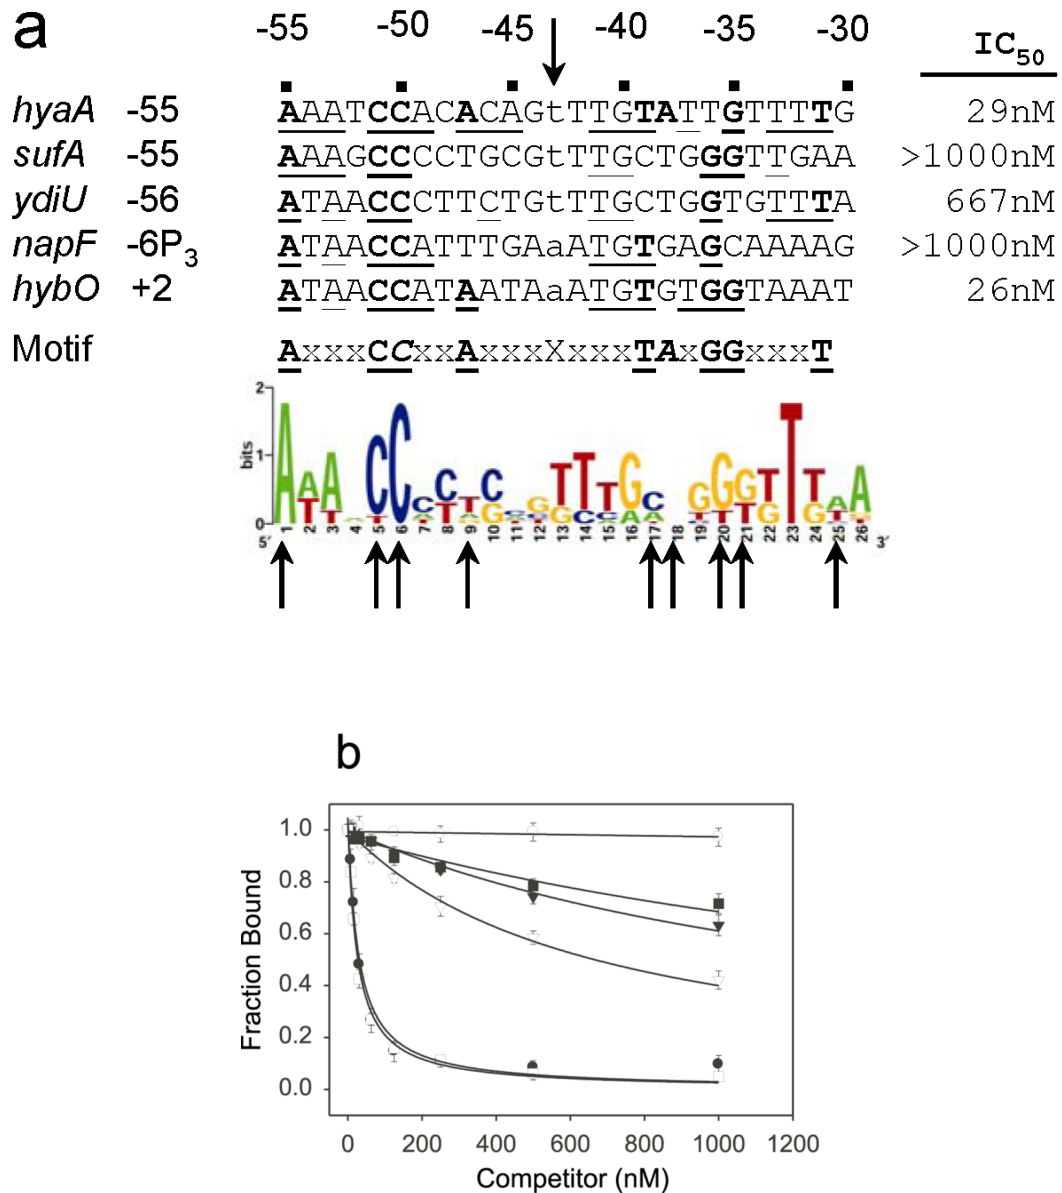 a
-55 -50 -45 -40 -35 -30 IC50
hyaA -55 AAATCCACACAGtTTGTATTGTTTTG 29nM
sufA -55 AAAGCCCCTGCGtTTGCTGGGTTGAA >1000nM
ydiU -56 ATAACCCTTCTGtTTGCTGGTGTTTA 667nM
napF -6P3 ATAACCATTTGAaATGTGAGCAAAAG >1000nM
hybO +2 ATAACCATAATAaATGTGTGGTAAAT 26nM
Motif AxxxCCxxAxxxXxxxTAxGGxxxT
2
bits
1
0
5′ 1 2 3 4 5 6 7 8 9 10 11 12 13 14 15 16 17 18 19 20 21 22 23 24 25 26 3′
b
Fraction Bound
1.0
0.8
0.6
0.4
0.2
0.0
0 200 400 600 800 1000 1200
Competitor (nM)